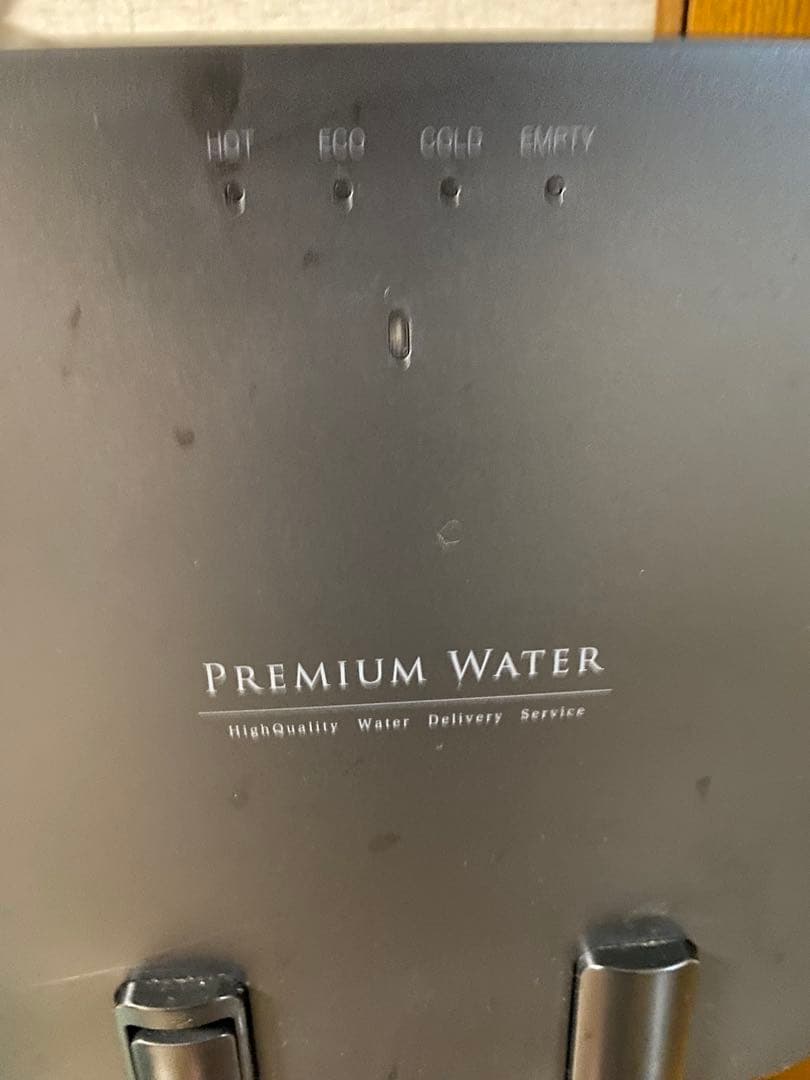 HOT ECO COLD EMPTY
PREMIUM WATER
HighQuality Water Delivery Service